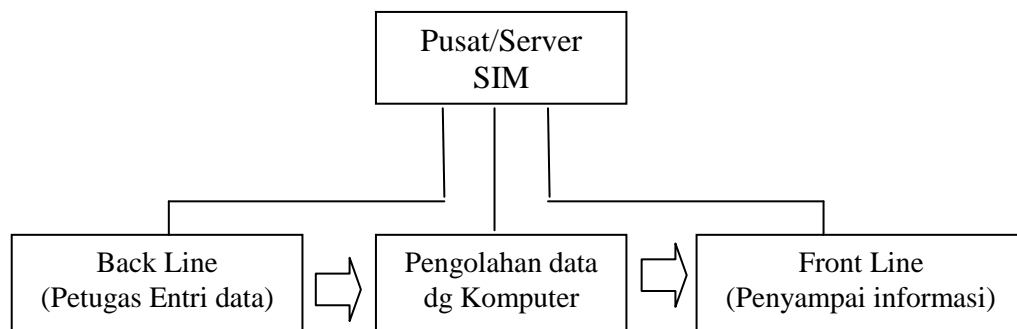 Pusat/Server
SIM
Back Line
(Petugas Entri data)
Pengolahan data
dg Komputer
Front Line
(Penyampai informasi)